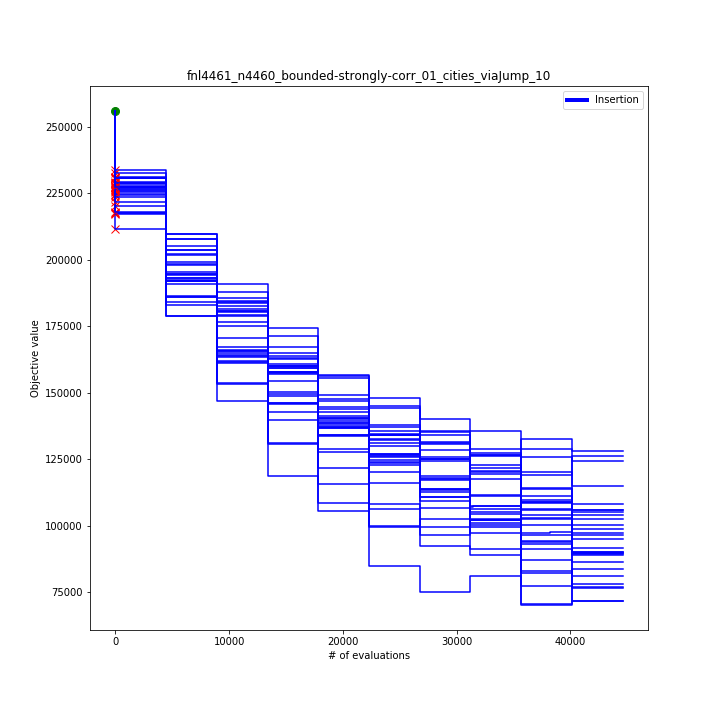 fnl4461_n4460_bounded-strongly-corr_01_cities_viaJump_10
Insertion
250000
225000
200000
175000
150000
125000
100000
75000
Objective value
0 10000 20000 30000 40000
# of evaluations